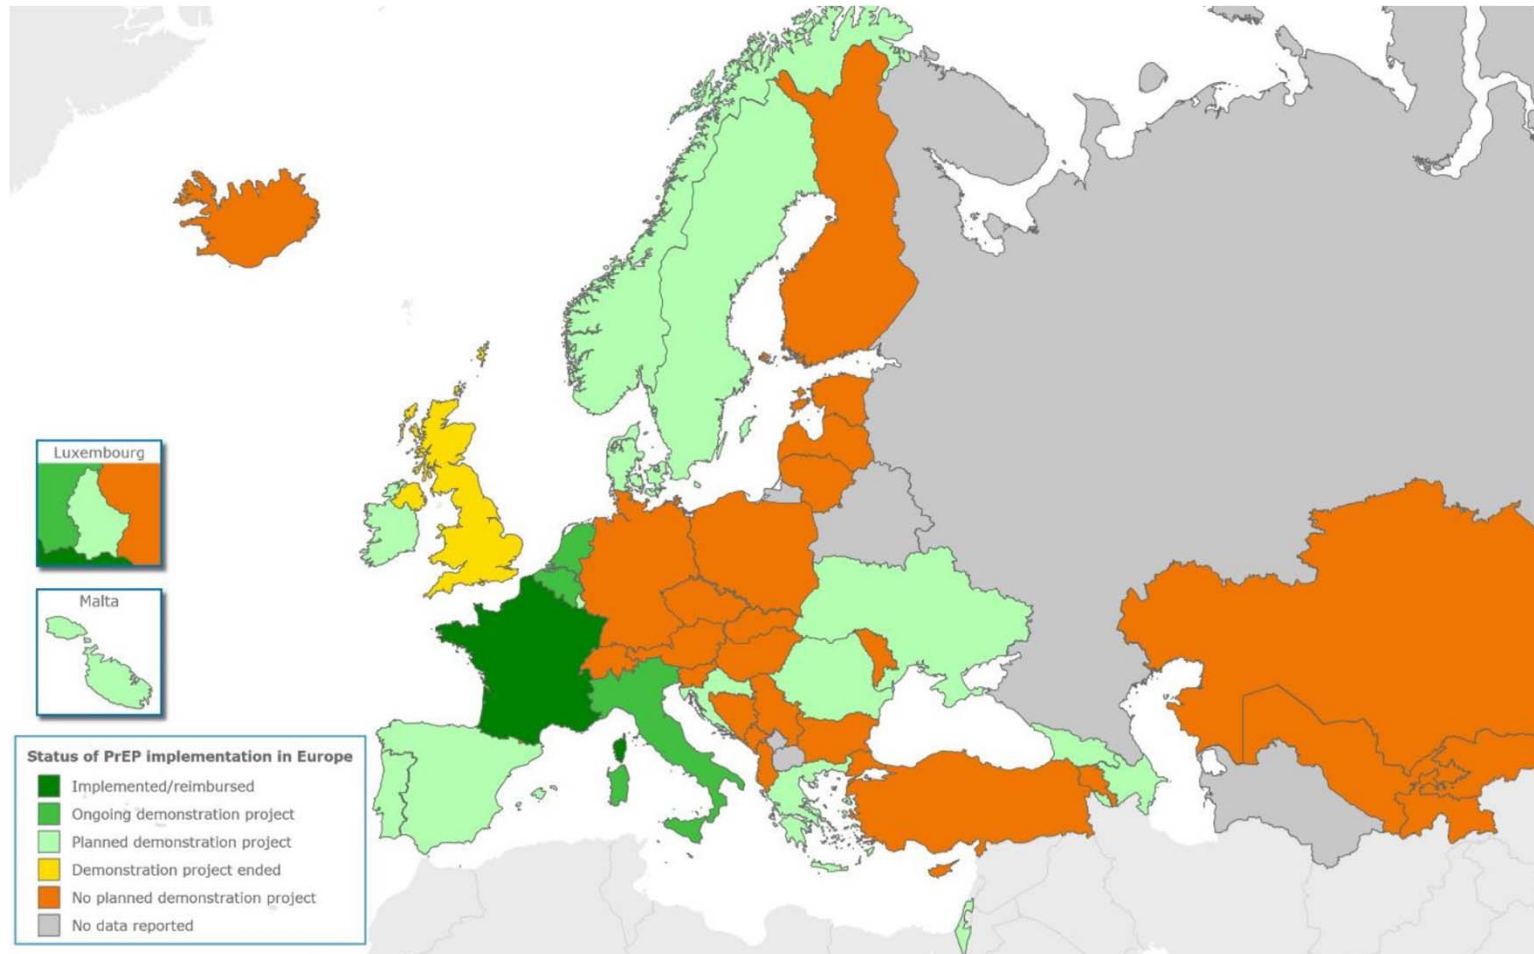 Luxembourg
Malta
Status of PrEP implementation in Europe
Implemented/reimbursed
Ongoing demonstration project
Planned demonstration project
Demonstration project ended
No planned demonstration project
No data reported